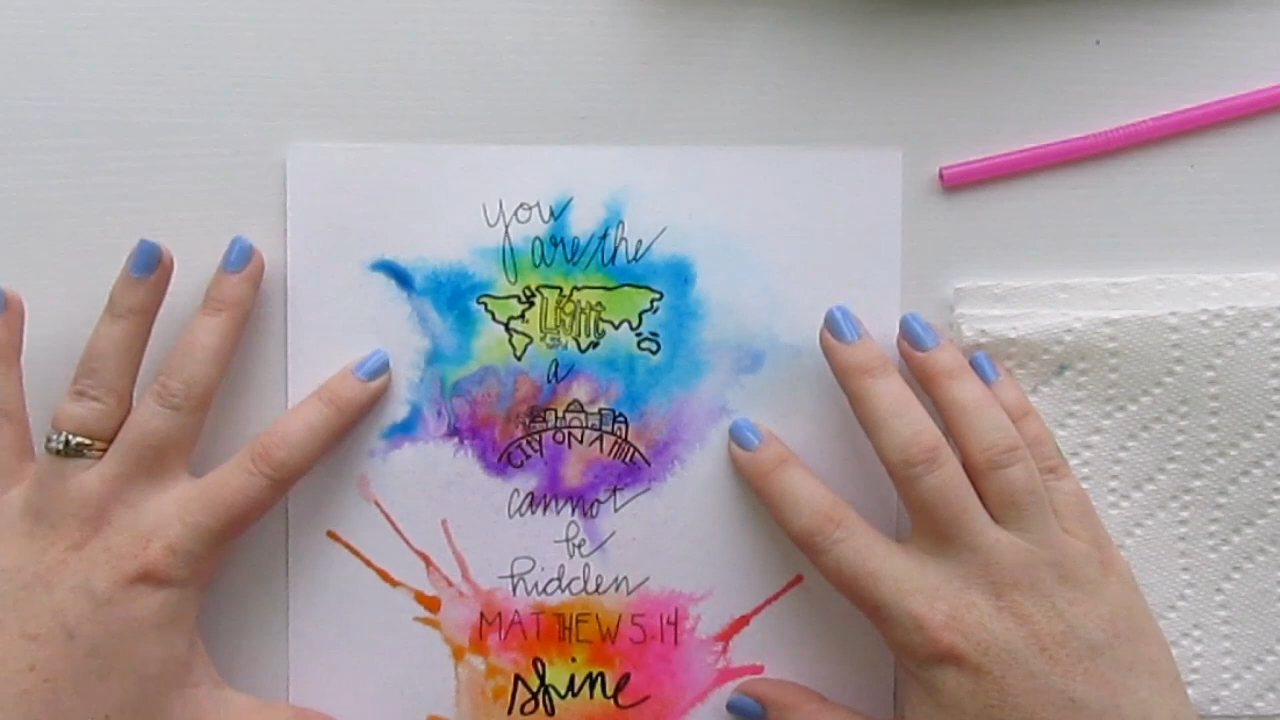 you
are the
Light
a
CITY ON A HILL
cannot
be
hidden
MATTHEW 5.14
shine